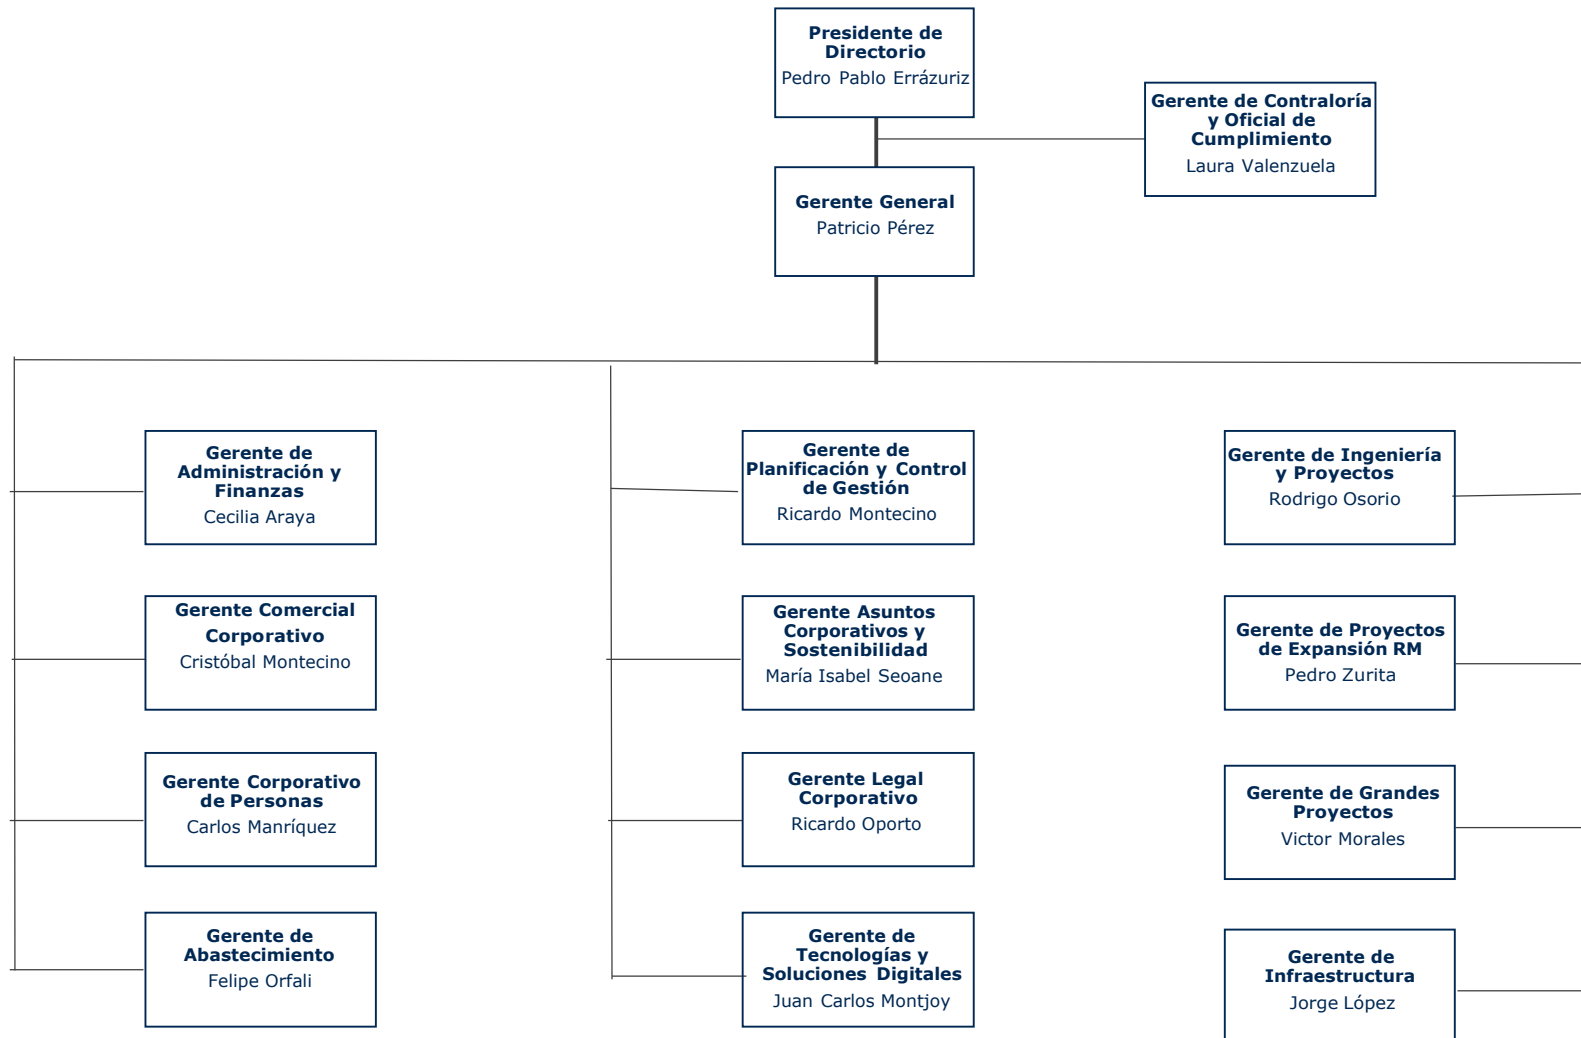 Presidente de
Directorio
Pedro Pablo Errázuriz
Gerente de Contraloría
y Oficial de
Cumplimiento
Laura Valenzuela
Gerente General
Patricio Pérez
Gerente de
Administración y
Finanzas
Cecilia Araya
Gerente de
Planificación y Control
de Gestión
Ricardo Montecino
Gerente de Ingeniería
y Proyectos
Rodrigo Osorio
Gerente Comercial
Corporativo
Cristóbal Montecino
Gerente Asuntos
Corporativos y
Sostenibilidad
María Isabel Seoane
Gerente de Proyectos
de Expansión RM
Pedro Zurita
Gerente Corporativo
de Personas
Carlos Manríquez
Gerente Legal
Corporativo
Ricardo Oporto
Gerente de Grandes
Proyectos
Victor Morales
Gerente de
Abastecimiento
Felipe Orfali
Gerente de
Tecnologías y
Soluciones Digitales
Juan Carlos Montjoy
Gerente de
Infraestructura
Jorge López